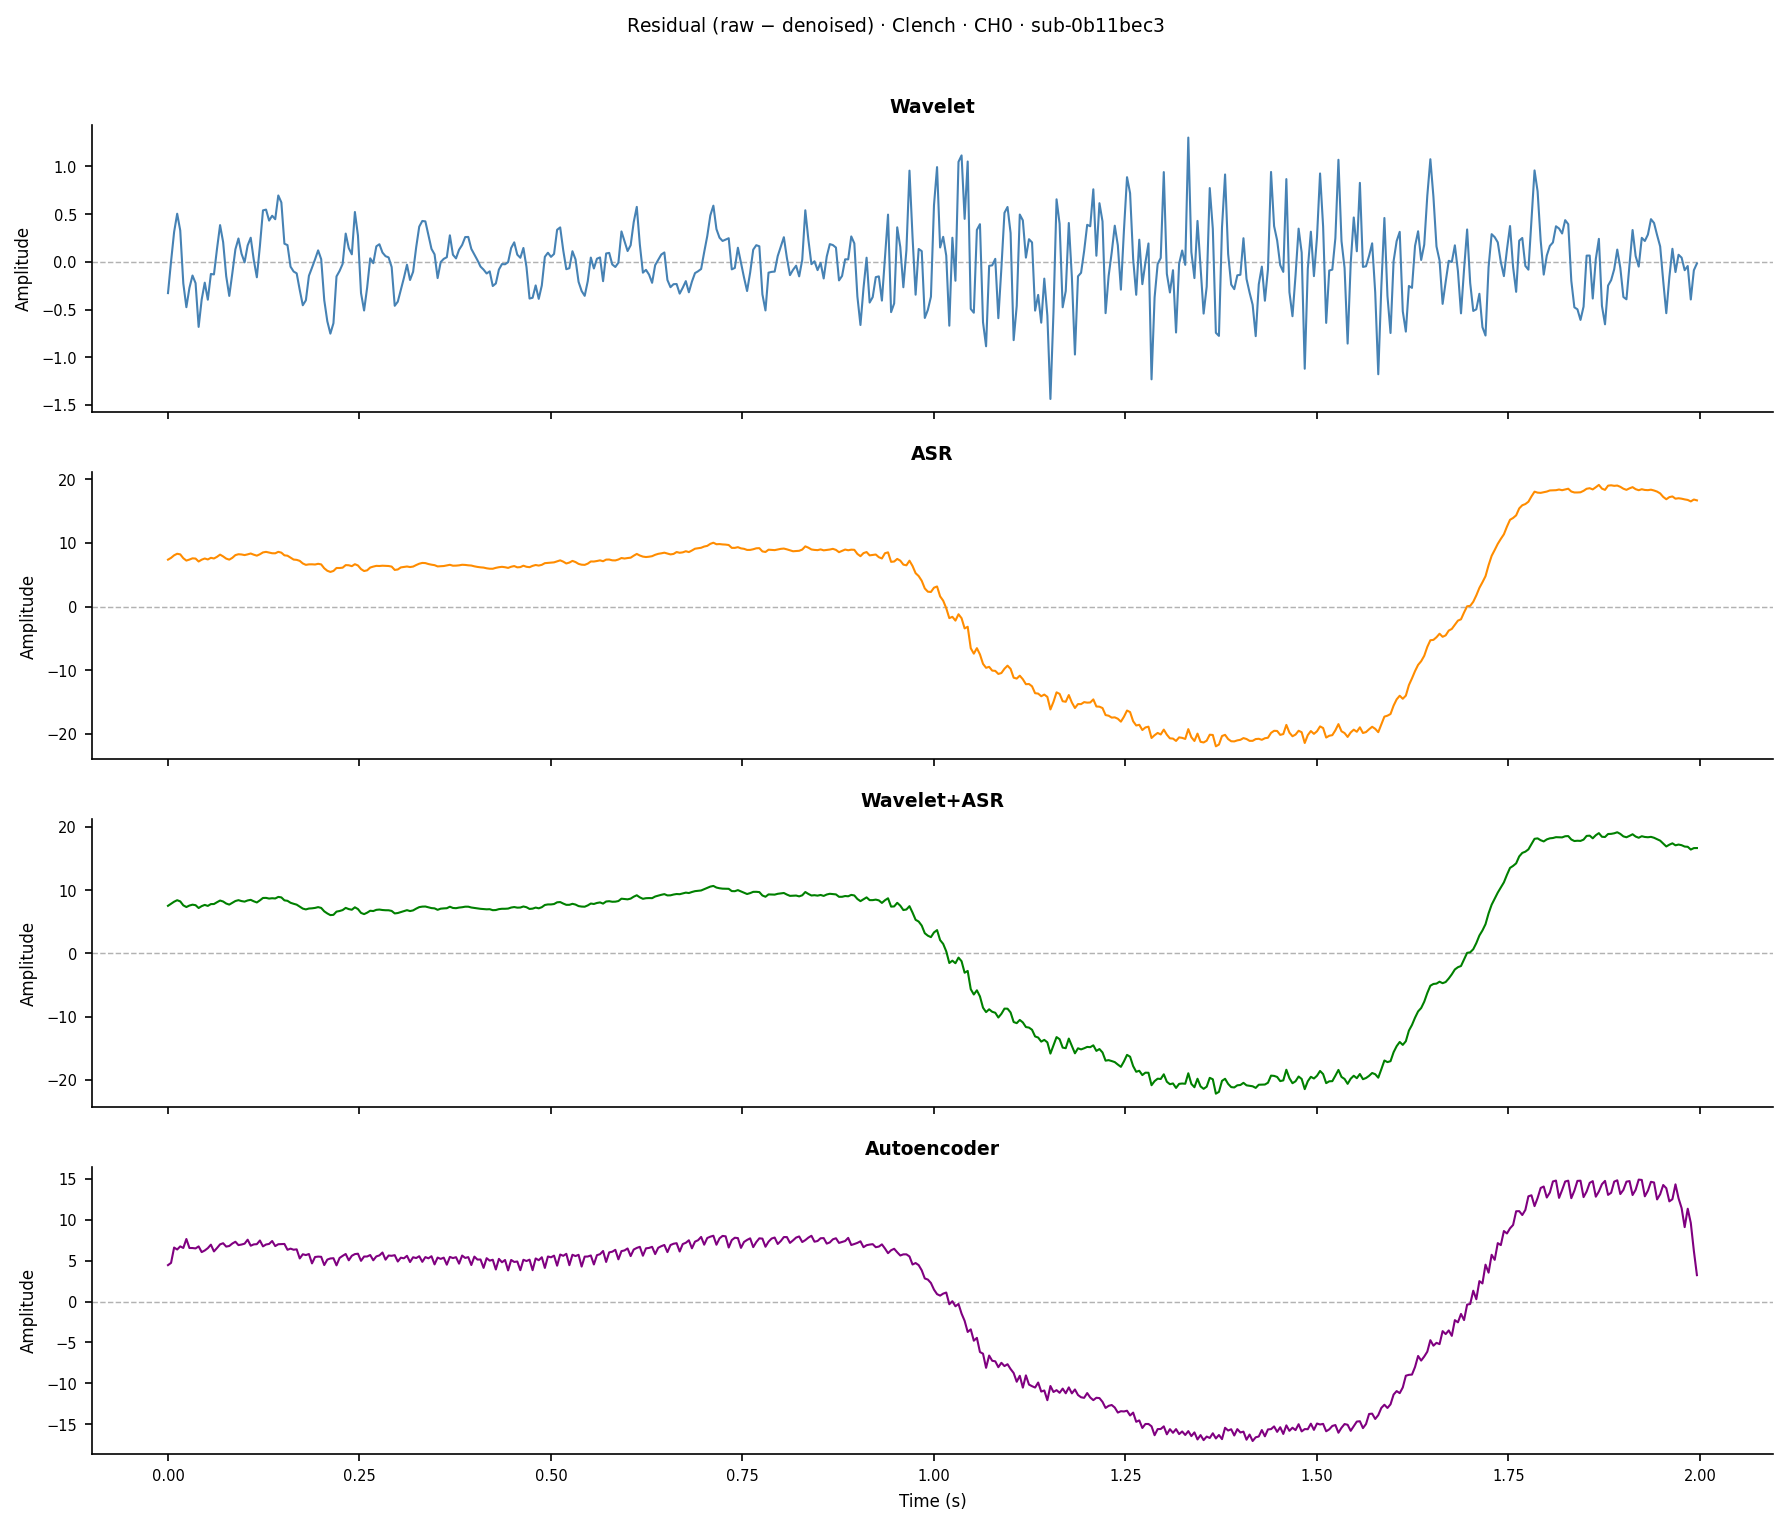 Residual (raw − denoised) · Clench · CH0 · sub-0b11bec3
Wavelet
Amplitude
1.0
0.5
0.0
−0.5
−1.0
−1.5
ASR
Amplitude
20
10
0
−10
−20
Wavelet+ASR
Amplitude
20
10
0
−10
−20
Autoencoder
Amplitude
15
10
5
0
−5
−10
−15
0.00 0.25 0.50 0.75 1.00 1.25 1.50 1.75 2.00
Time (s)